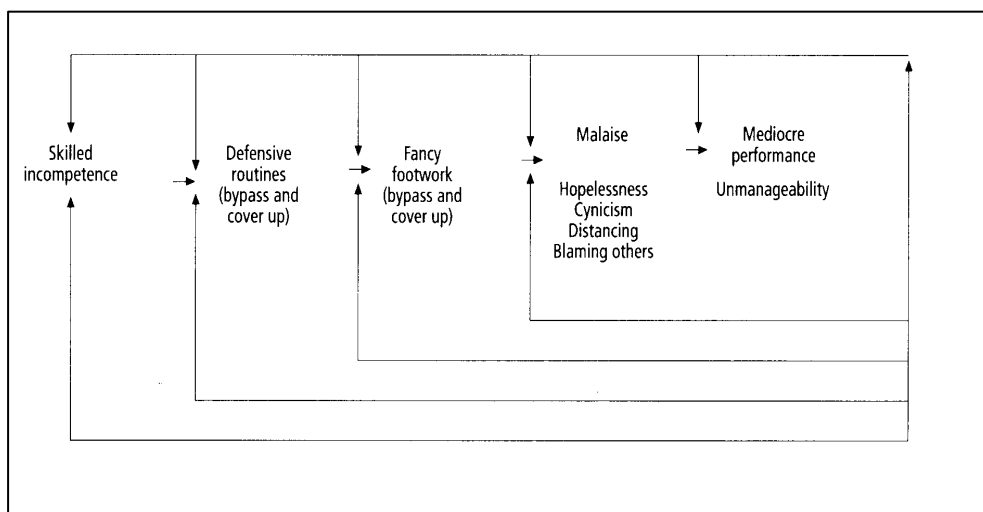 Skilled
incompetence
Defensive
routines
(bypass and
cover up)
Fancy
footwork
(bypass and
cover up)
Malaise
Hopelessness
Cynicism
Distancing
Blaming others
Mediocre
performance
Unmanageability